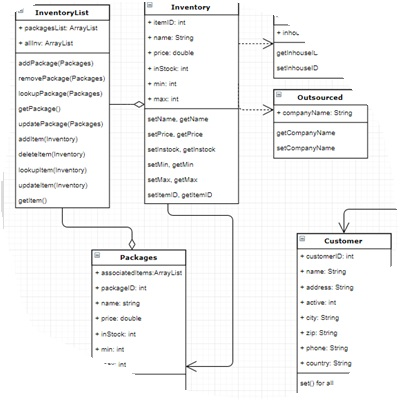 InventoryList
+ packagesList: ArrayList
+ allInv: ArrayList
addPackage(Packages)
removePackage(Packages)
lookupPackage(Packages)
getPackage()
updatePackage(Packages)
addItem(Inventory)
deleteItem(Inventory)
lookupItem(Inventory)
updateItem(Inventory)
getItem()
Inventory
+ itemID: int
+ name: String
+ price: double
+ inStock: int
+ min: int
+ max: int
setName, getName
setPrice, getPrice
setInstock, getInstock
setMin, getMin
setMax, getMax
setItemID, getItemID
getInhouseI
setInhouseID
Outsourced
+ companyName: String
getCompanyName
setCompanyName
Packages
+ associatedItems:ArrayList
+ packageID: int
+ name: string
+ price: double
+ inStock: int
+ min: int
int
Customer
+ customerID: int
+ name: String
+ address: String
+ active: int
+ city: String
+ zip: String
+ phone: String
+ country: String
set() for all